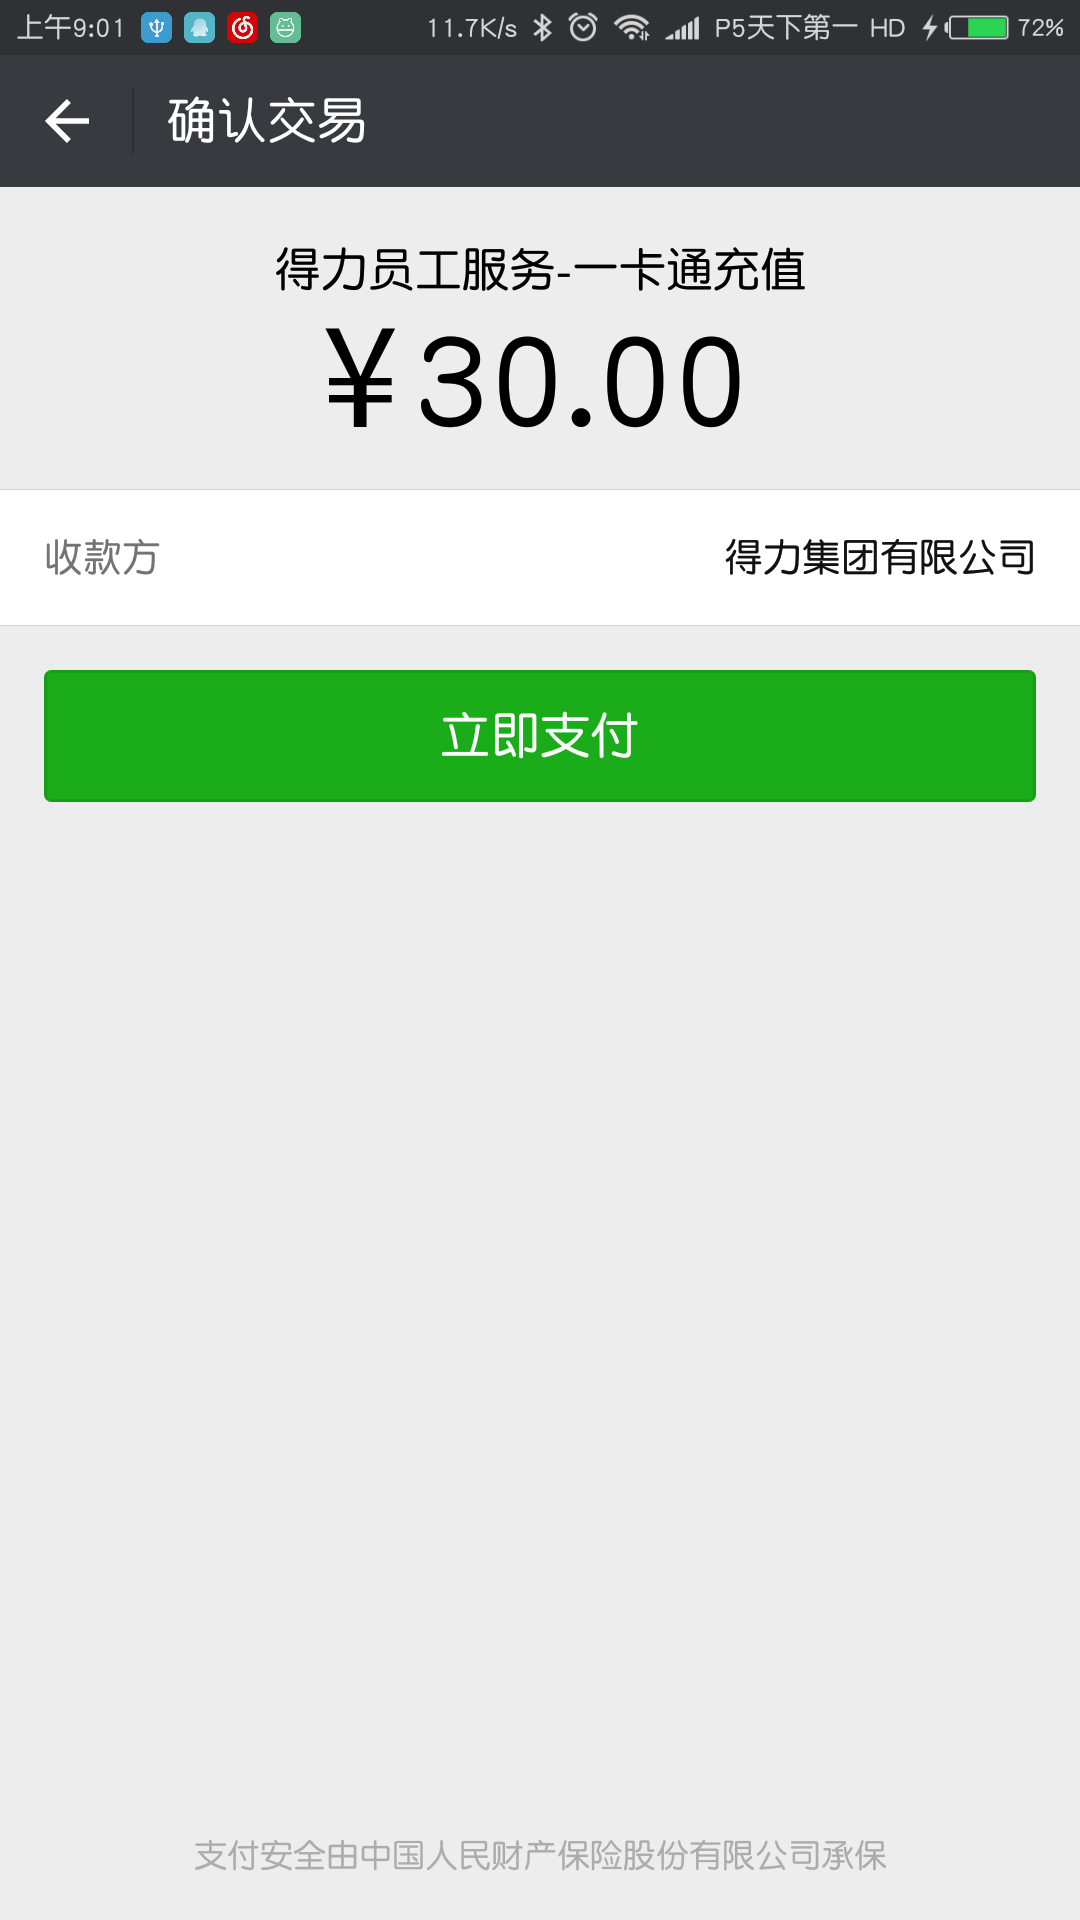 上午9:01 11.7K/s P5天下第一 HD 72%
确认交易
得力员工服务-一卡通充值
¥30.00
收款方 得力集团有限公司
立即支付
支付安全由中国人民财产保险股份有限公司承保